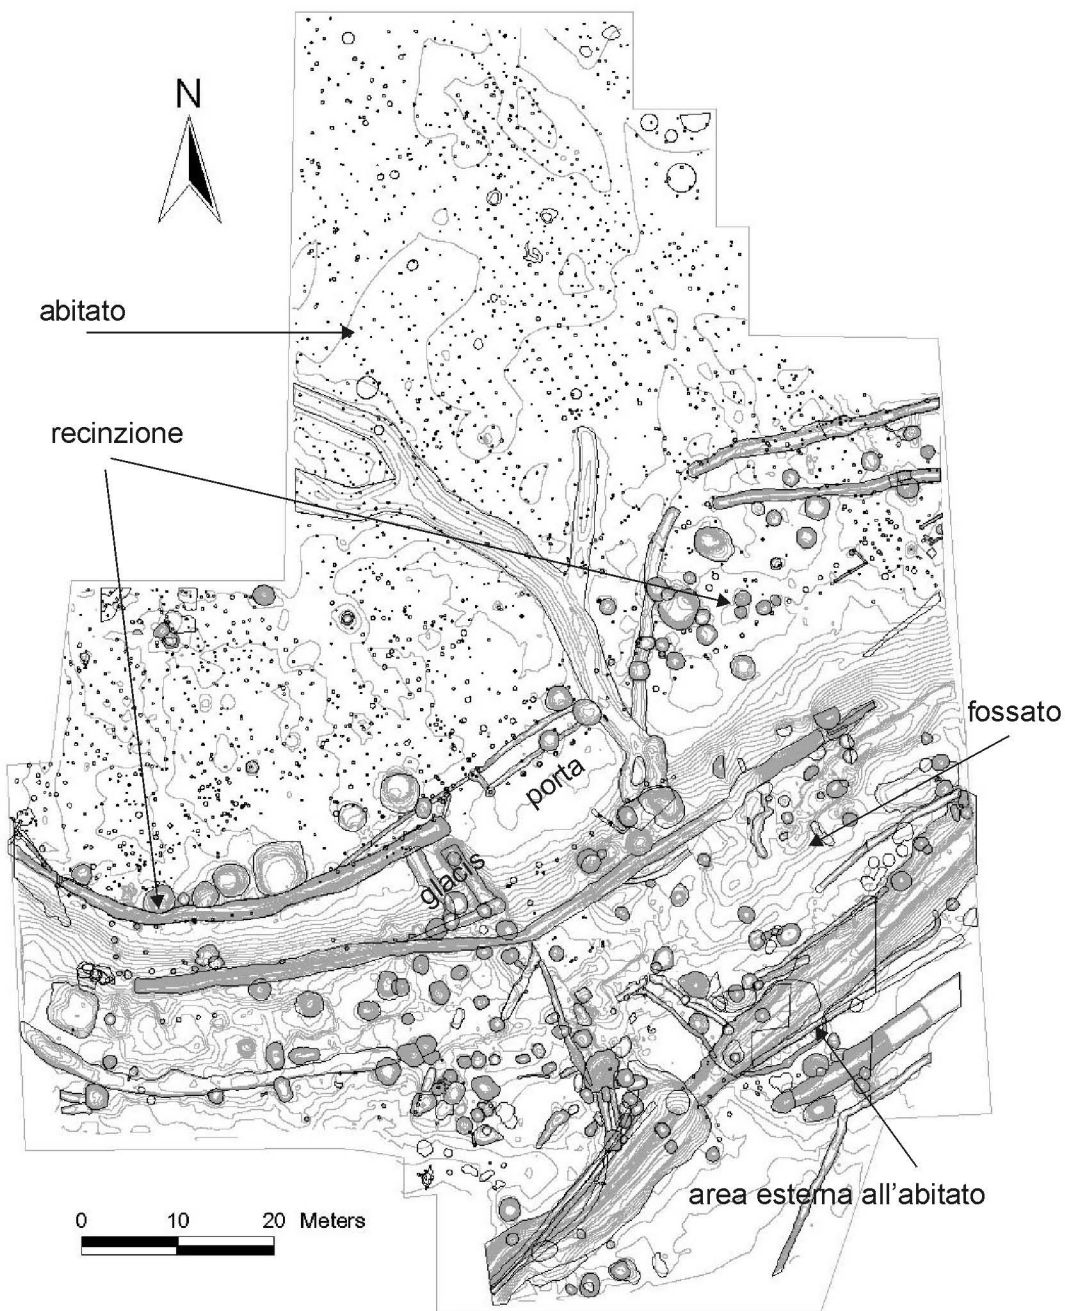 N
abitato
recinzione
fossato
porta
glacis
area esterna all'abitato
0 10 20 Meters